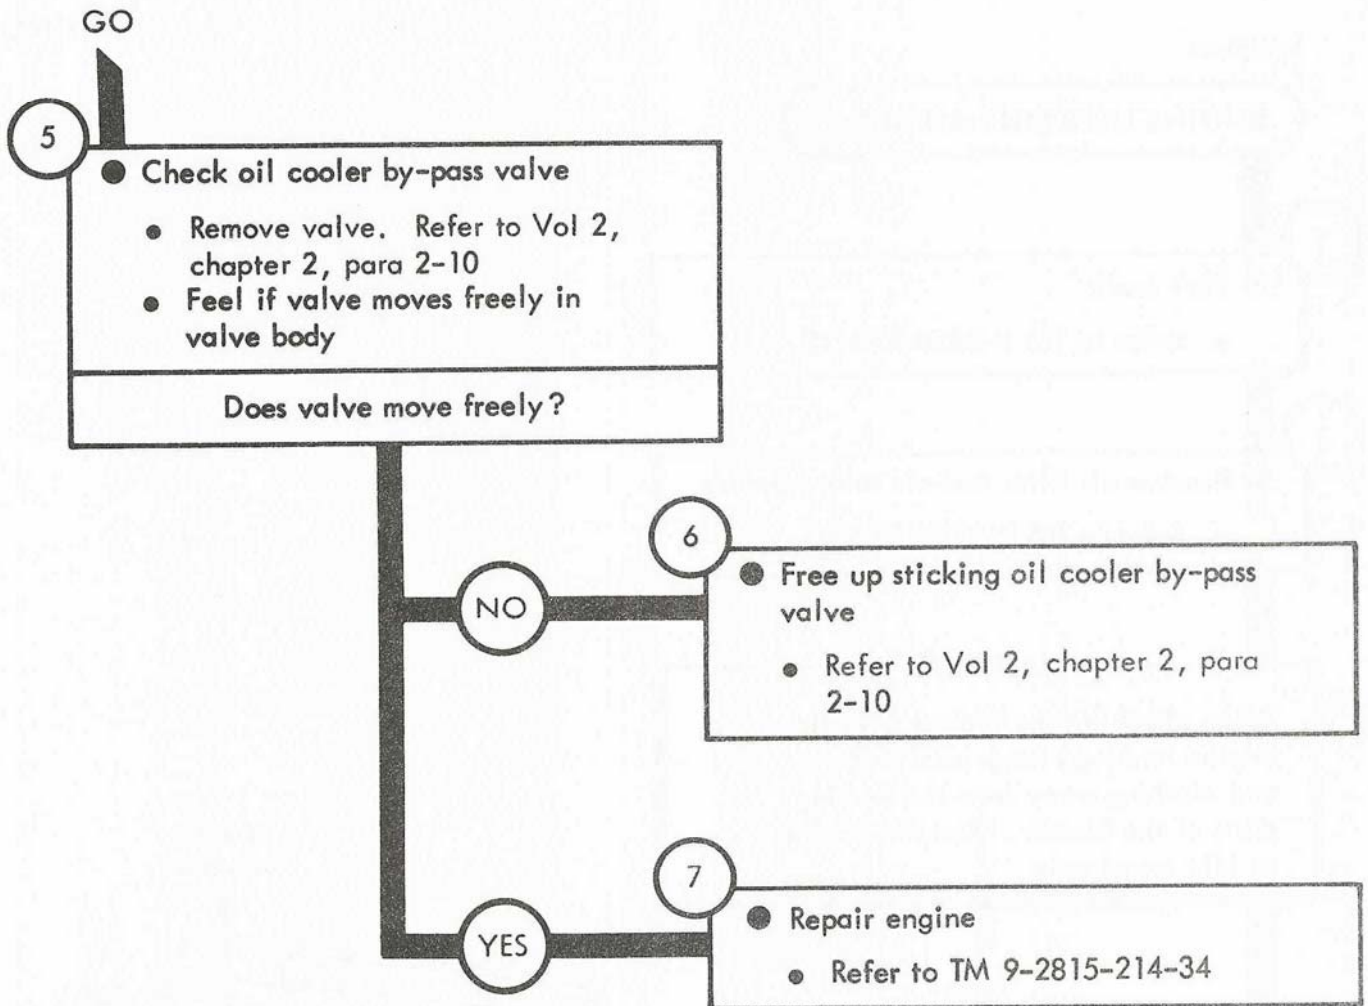 GO
5
● Check oil cooler by-pass valve
● Remove valve. Refer to Vol 2,
chapter 2, para 2-10
● Feel if valve moves freely in
valve body
Does valve move freely?
NO
6
● Free up sticking oil cooler by-pass
valve
● Refer to Vol 2, chapter 2, para
2-10
YES
7
● Repair engine
● Refer to TM 9-2815-214-34